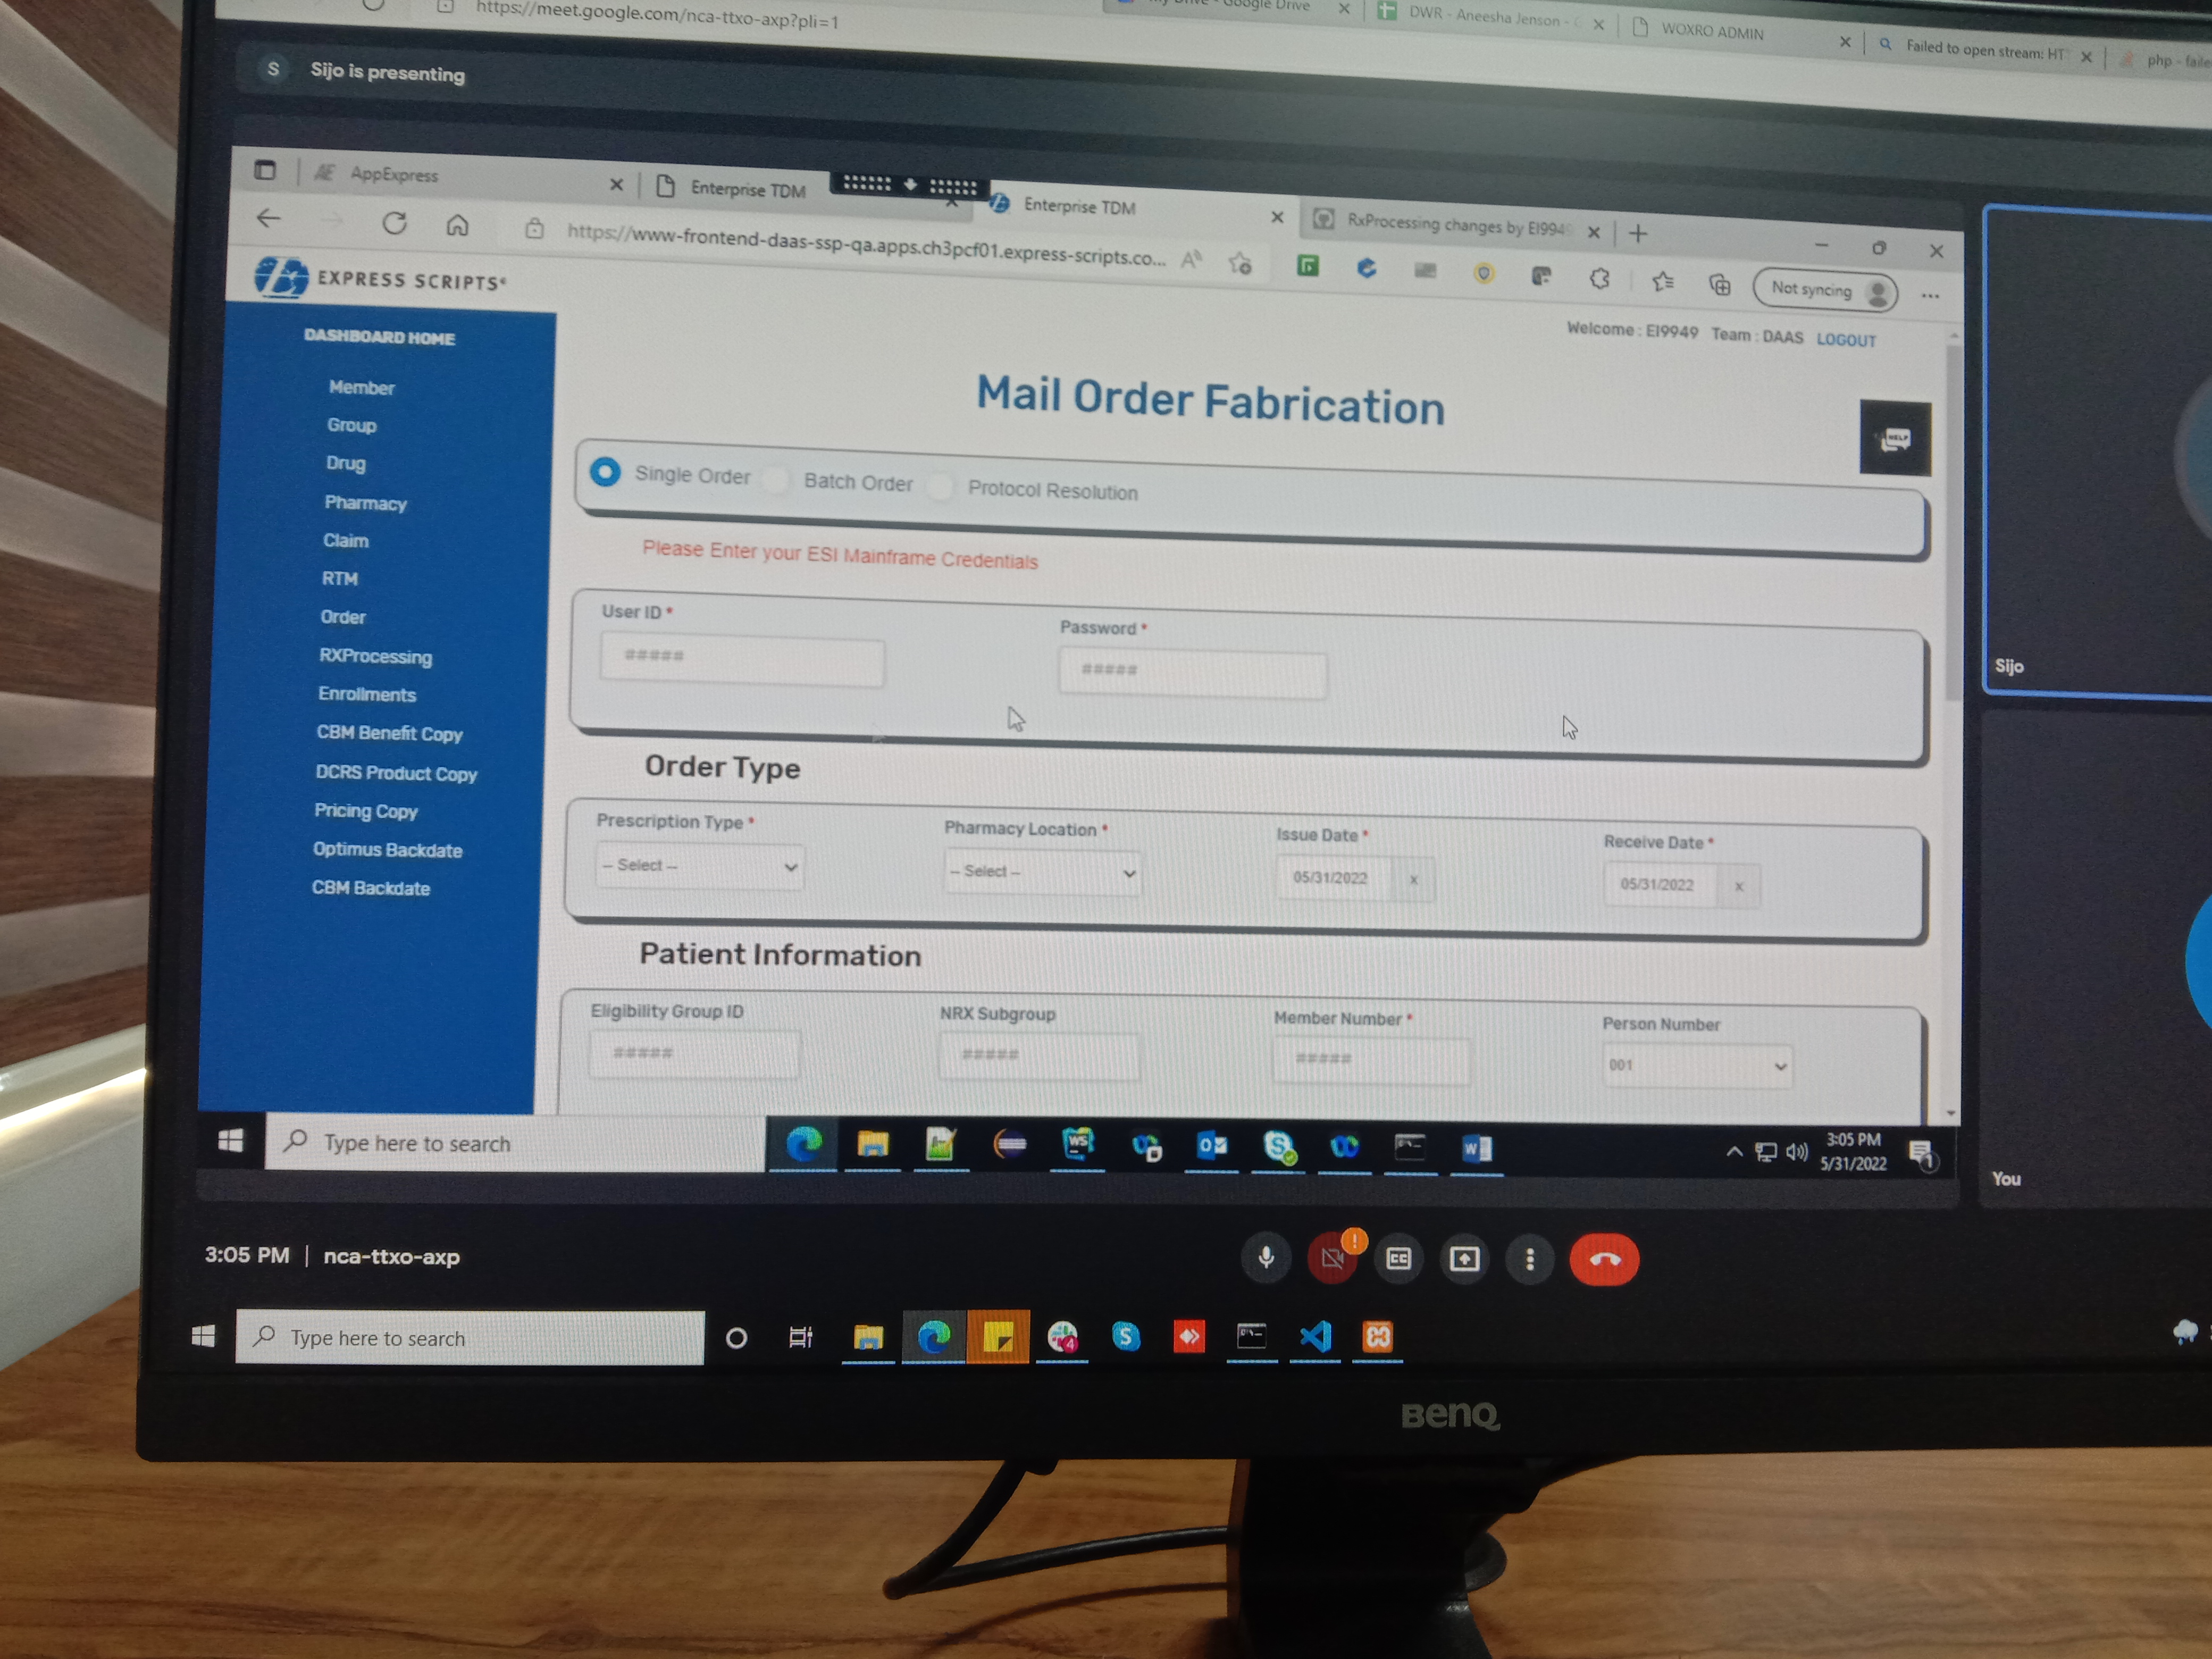 https://meet.google.com/nca-ttxo-axp?pli=1
My Drive - Google Drive
DWR - Aneesha Jenson -
WOXRO ADMIN
Failed to open stream: HT
php - faile
S
Sijo is presenting
AE AppExpress
Enterprise TDM
Enterprise TDM
RxProcessing changes by EI9949
https://www-frontend-daas-ssp-qa.apps.ch3pcf01.express-scripts.co...
Not syncing
EXPRESS SCRIPTS
Welcome : EI9949 Team : DAAS LOGOUT
DASHBOARD HOME
Member
Group
Drug
Pharmacy
Claim
RTM
Order
RXProcessing
Enrollments
CBM Benefit Copy
DCRS Product Copy
Pricing Copy
Optimus Backdate
CBM Backdate
Mail Order Fabrication
HELP
Single Order Batch Order Protocol Resolution
Please Enter your ESI Mainframe Credentials
User ID * Password *
##### #####
Order Type
Prescription Type * Pharmacy Location * Issue Date * Receive Date *
-- Select -- -- Select -- 05/31/2022 x 05/31/2022 x
Patient Information
Eligibility Group ID NRX Subgroup Member Number * Person Number
##### ##### ##### 001
Sijo
You
Type here to search
3:05 PM
5/31/2022
1
3:05 PM | nca-ttxo-axp
Type here to search
4
BenQ